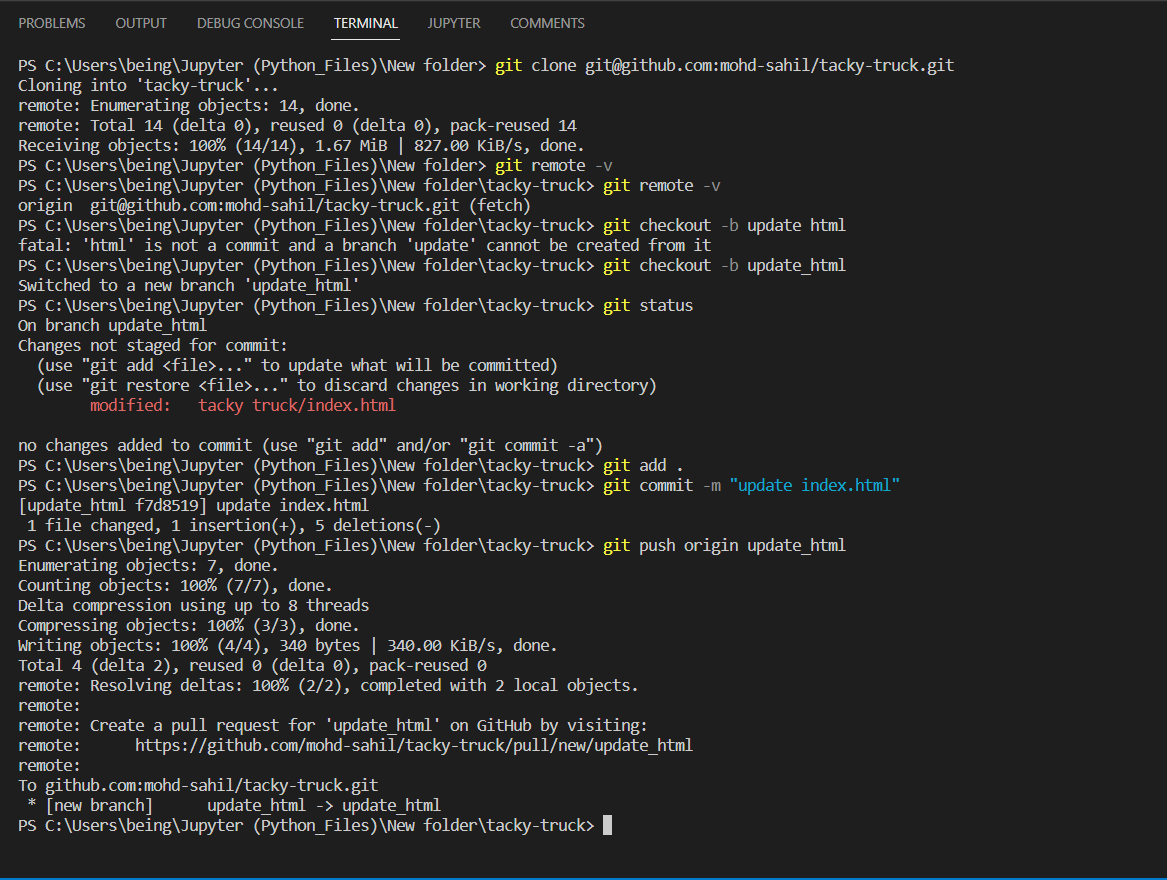 PROBLEMS OUTPUT DEBUG CONSOLE TERMINAL JUPYTER COMMENTS
PS C:\Users\being\Jupyter (Python_Files)\New folder> git clone git@github.com:mohd-sahil/tacky-truck.git
Cloning into 'tacky-truck'...
remote: Enumerating objects: 14, done.
remote: Total 14 (delta 0), reused 0 (delta 0), pack-reused 14
Receiving objects: 100% (14/14), 1.67 MiB | 827.00 KiB/s, done.
PS C:\Users\being\Jupyter (Python_Files)\New folder> git remote -v
PS C:\Users\being\Jupyter (Python_Files)\New folder\tacky-truck> git remote -v
origin  git@github.com:mohd-sahil/tacky-truck.git (fetch)
PS C:\Users\being\Jupyter (Python_Files)\New folder\tacky-truck> git checkout -b update html
fatal: 'html' is not a commit and a branch 'update' cannot be created from it
PS C:\Users\being\Jupyter (Python_Files)\New folder\tacky-truck> git checkout -b update_html
Switched to a new branch 'update_html'
PS C:\Users\being\Jupyter (Python_Files)\New folder\tacky-truck> git status
On branch update_html
Changes not staged for commit:
  (use "git add <file>..." to update what will be committed)
  (use "git restore <file>..." to discard changes in working directory)
        modified:   tacky truck/index.html
no changes added to commit (use "git add" and/or "git commit -a")
PS C:\Users\being\Jupyter (Python_Files)\New folder\tacky-truck> git add .
PS C:\Users\being\Jupyter (Python_Files)\New folder\tacky-truck> git commit -m "update index.html"
[update_html f7d8519] update index.html
 1 file changed, 1 insertion(+), 5 deletions(-)
PS C:\Users\being\Jupyter (Python_Files)\New folder\tacky-truck> git push origin update_html
Enumerating objects: 7, done.
Counting objects: 100% (7/7), done.
Delta compression using up to 8 threads
Compressing objects: 100% (3/3), done.
Writing objects: 100% (4/4), 340 bytes | 340.00 KiB/s, done.
Total 4 (delta 2), reused 0 (delta 0), pack-reused 0
remote: Resolving deltas: 100% (2/2), completed with 2 local objects.
remote:
remote: Create a pull request for 'update_html' on GitHub by visiting:
remote:      https://github.com/mohd-sahil/tacky-truck/pull/new/update_html
remote:
To github.com:mohd-sahil/tacky-truck.git
 * [new branch]      update_html -> update_html
PS C:\Users\being\Jupyter (Python_Files)\New folder\tacky-truck>